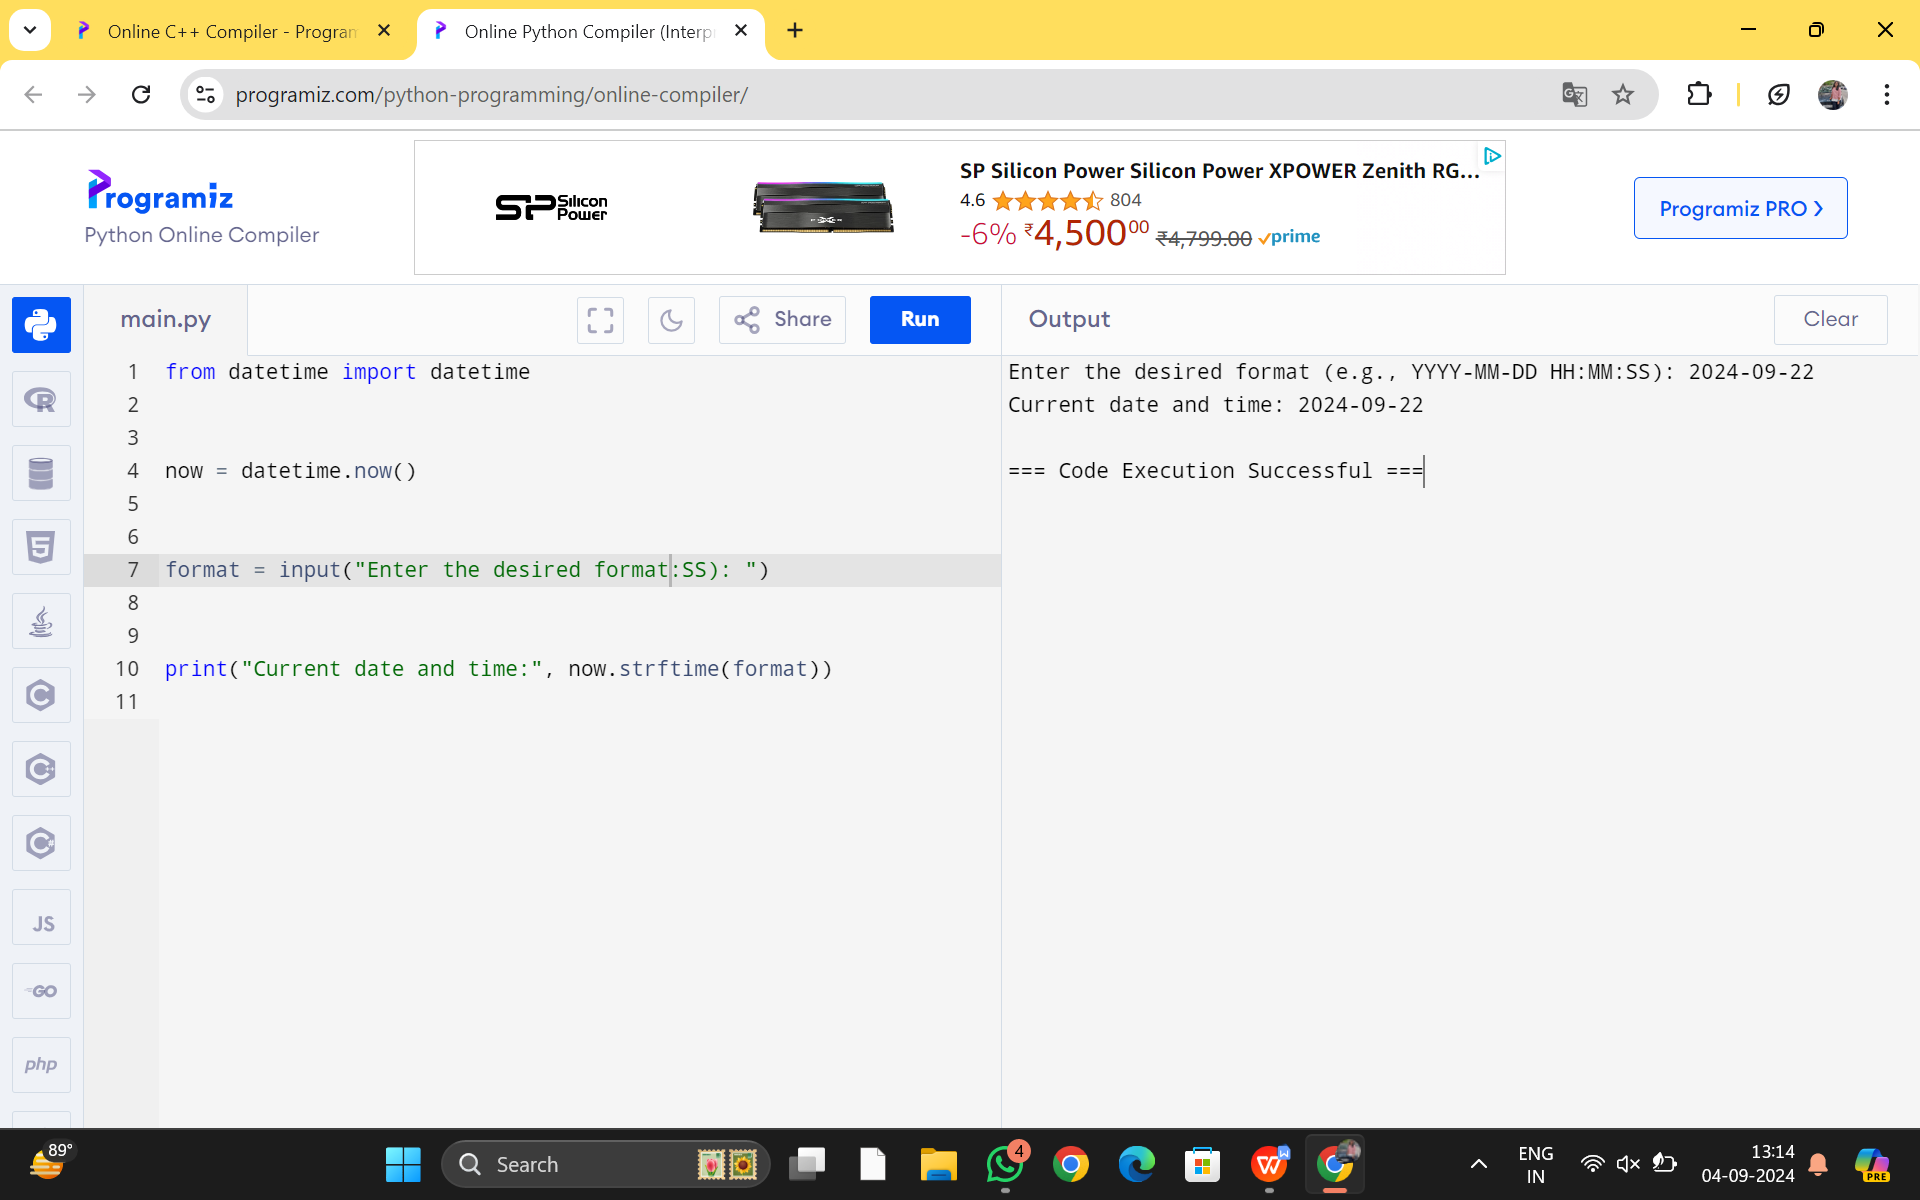 Online C++ Compiler - Program
Online Python Compiler (Interp
programiz.com/python-programming/online-compiler/
Programiz
Python Online Compiler
SP Silicon Power
SP Silicon Power Silicon Power XPOWER Zenith RG...
4.6 804
-6% ₹4,50000 ₹4,799.00 prime
Programiz PRO ❯
main.py
Share
Run
Output
Clear
1 from datetime import datetime
2
3
4 now = datetime.now()
5
6
7 format = input("Enter the desired format:SS): ")
8
9
10 print("Current date and time:", now.strftime(format))
11
Enter the desired format (e.g., YYYY-MM-DD HH:MM:SS): 2024-09-22
Current date and time: 2024-09-22
=== Code Execution Successful ===
JS
GO
php
89°
Search
4
ENG
IN
13:14
04-09-2024
PRE